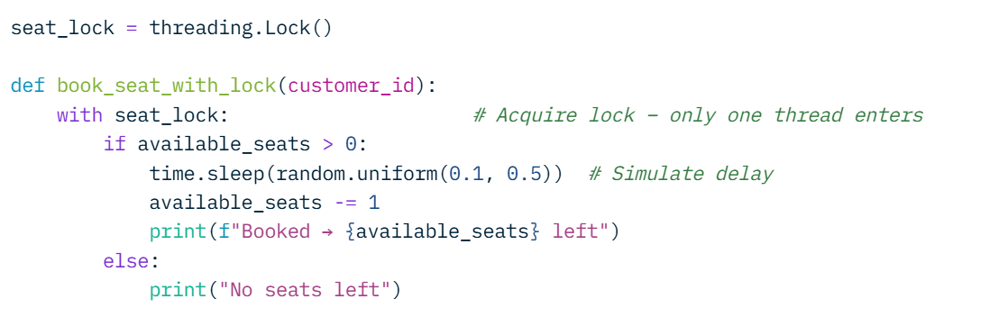 seat_lock = threading.Lock()

def book_seat_with_lock(customer_id):
    with seat_lock:                     # Acquire lock – only one thread enters
        if available_seats > 0:
            time.sleep(random.uniform(0.1, 0.5))  # Simulate delay
            available_seats -= 1
            print(f"Booked → {available_seats} left")
        else:
            print("No seats left")